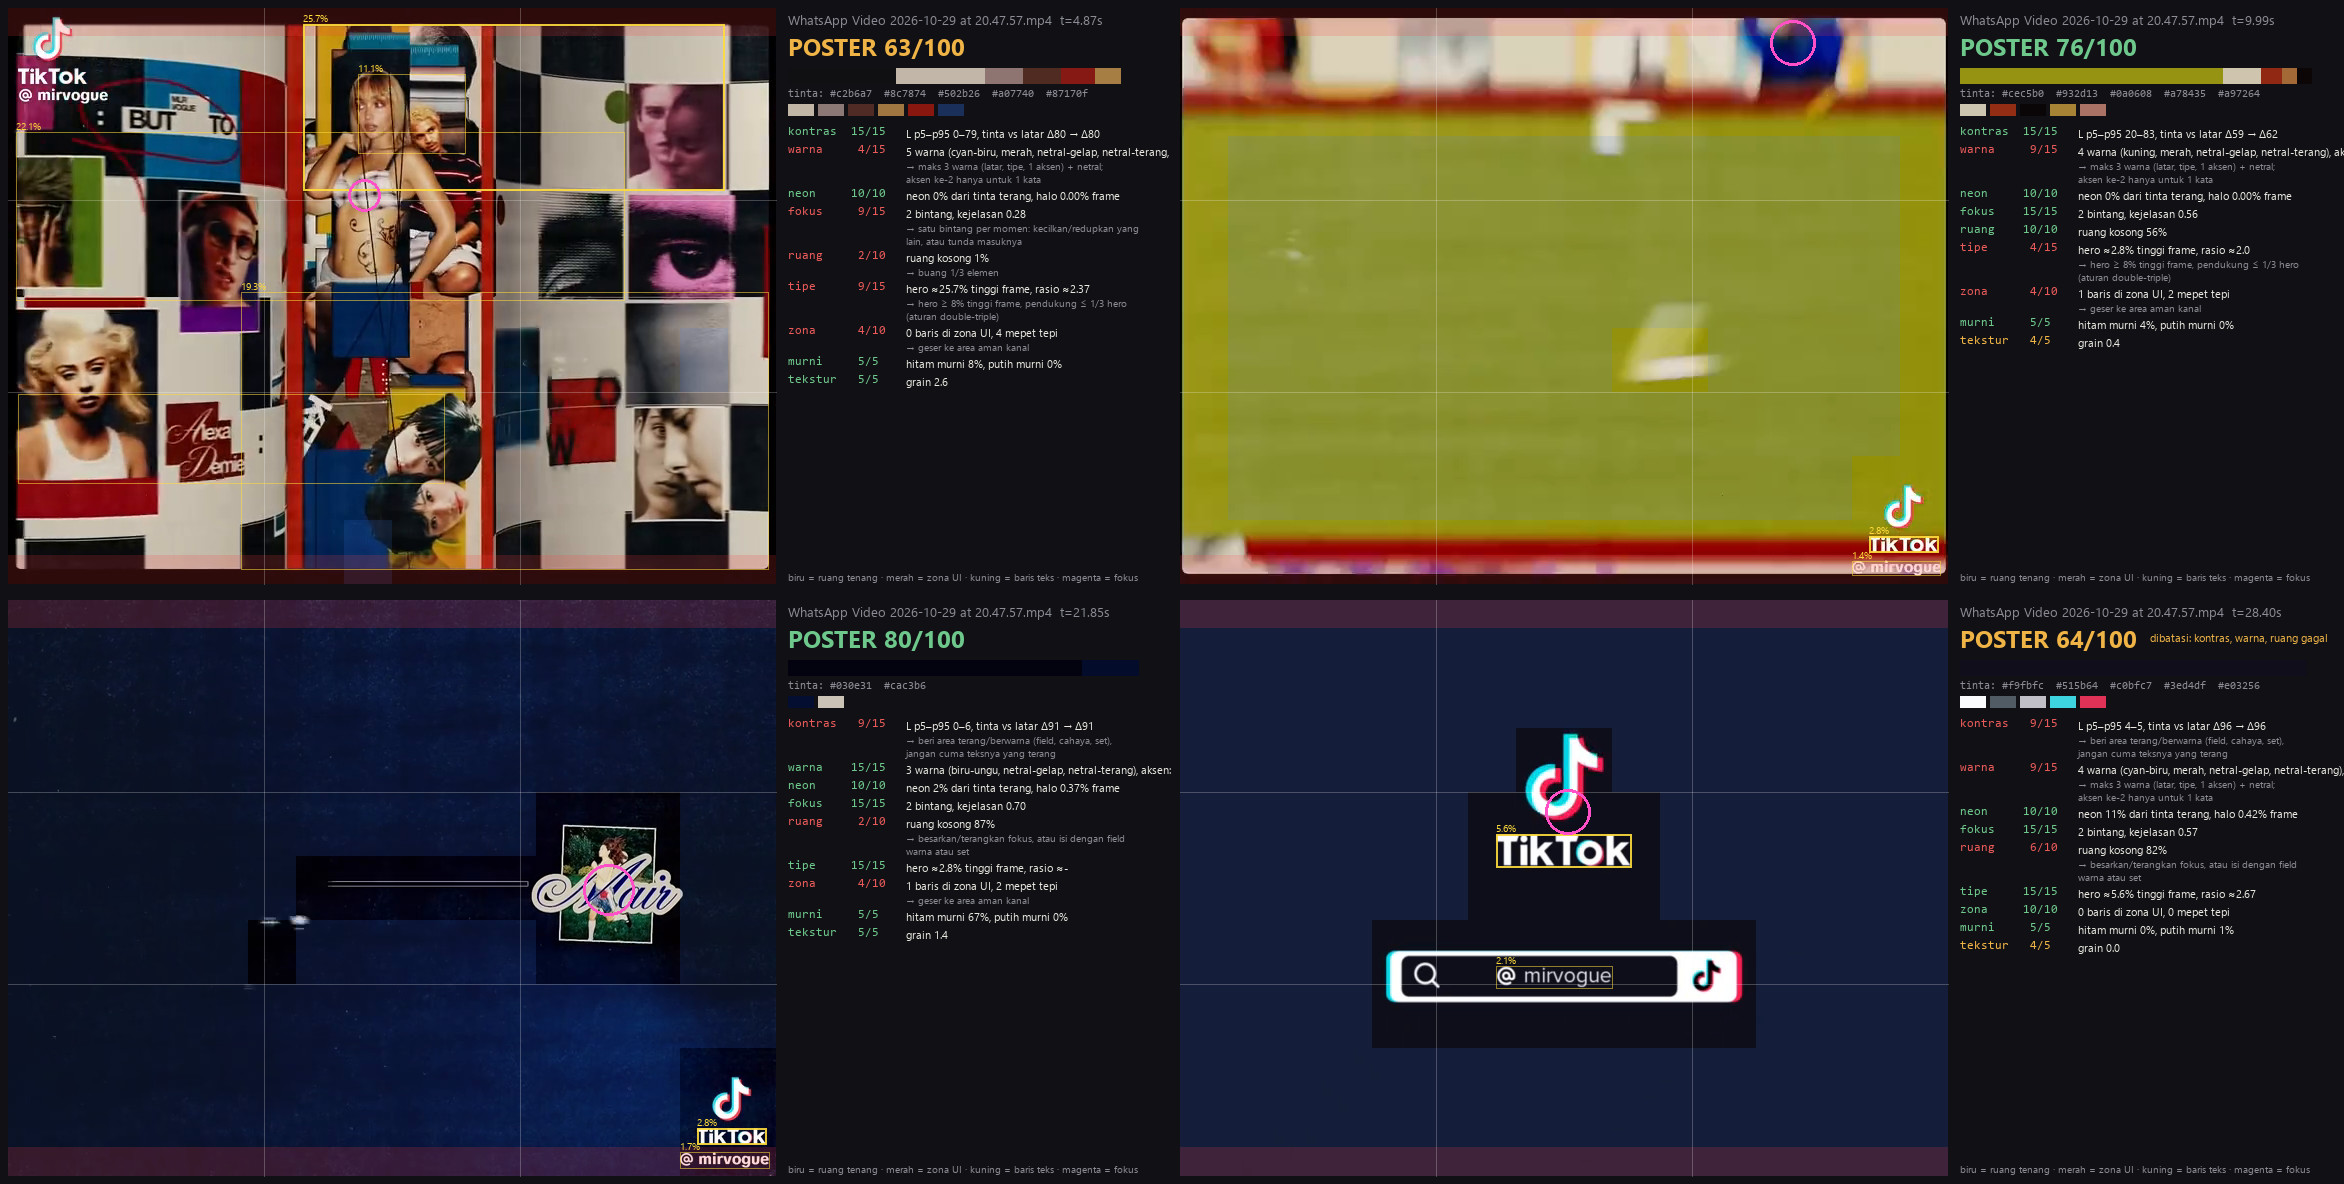 25.7%
TikTok
@ mirvogue
11.1%
: BUT TO
22.1%
19.3%
Alexa
Demie
:
WhatsApp Video 2026-10-29 at 20.47.57.mp4 t=4.87s
POSTER 63/100
tinta: #c2b6a7 #8c7874 #502b26 #a07740 #87170f
kontras 15/15 L p5–p95 0–79, tinta vs latar Δ80 → Δ80
warna 4/15 5 warna (cyan-biru, merah, netral-gelap, netral-terang,
→ maks 3 warna (latar, tipe, 1 aksen) + netral;
aksen ke-2 hanya untuk 1 kata
neon 10/10 neon 0% dari tinta terang, halo 0.00% frame
fokus 9/15 2 bintang, kejelasan 0.28
→ satu bintang per momen: kecilkan/redupkan yang
lain, atau tunda masuknya
ruang 2/10 ruang kosong 1%
→ buang 1/3 elemen
tipe 9/15 hero ≈25.7% tinggi frame, rasio ≈2.37
→ hero ≥ 8% tinggi frame, pendukung ≤ 1/3 hero
(aturan double-triple)
zona 4/10 0 baris di zona UI, 4 mepet tepi
→ geser ke area aman kanal
murni 5/5 hitam murni 8%, putih murni 0%
tekstur 5/5 grain 2.6
biru = ruang tenang · merah = zona UI · kuning = baris teks · magenta = fokus
2.8%
TikTok
1.4%
@ mirvogue
WhatsApp Video 2026-10-29 at 20.47.57.mp4 t=9.99s
POSTER 76/100
tinta: #cec5b0 #932d13 #0a0608 #a78435 #a97264
kontras 15/15 L p5–p95 20–83, tinta vs latar Δ59 → Δ62
warna 9/15 4 warna (kuning, merah, netral-gelap, netral-terang), ak
→ maks 3 warna (latar, tipe, 1 aksen) + netral;
aksen ke-2 hanya untuk 1 kata
neon 10/10 neon 0% dari tinta terang, halo 0.00% frame
fokus 15/15 2 bintang, kejelasan 0.56
ruang 10/10 ruang kosong 56%
tipe 4/15 hero ≈2.8% tinggi frame, rasio ≈2.0
→ hero ≥ 8% tinggi frame, pendukung ≤ 1/3 hero
(aturan double-triple)
zona 4/10 1 baris di zona UI, 2 mepet tepi
→ geser ke area aman kanal
murni 5/5 hitam murni 4%, putih murni 0%
tekstur 4/5 grain 0.4
biru = ruang tenang · merah = zona UI · kuning = baris teks · magenta = fokus
Mair
2.8%
TikTok
1.7%
@ mirvogue
WhatsApp Video 2026-10-29 at 20.47.57.mp4 t=21.85s
POSTER 80/100
tinta: #030e31 #cac3b6
kontras 9/15 L p5–p95 0–6, tinta vs latar Δ91 → Δ91
→ beri area terang/berwarna (field, cahaya, set),
jangan cuma teksnya yang terang
warna 15/15 3 warna (biru-ungu, netral-gelap, netral-terang), aksen:
neon 10/10 neon 2% dari tinta terang, halo 0.37% frame
fokus 15/15 2 bintang, kejelasan 0.70
ruang 2/10 ruang kosong 87%
→ besarkan/terangkan fokus, atau isi dengan field
warna atau set
tipe 15/15 hero ≈2.8% tinggi frame, rasio ≈-
zona 4/10 1 baris di zona UI, 2 mepet tepi
→ geser ke area aman kanal
murni 5/5 hitam murni 67%, putih murni 0%
tekstur 5/5 grain 1.4
biru = ruang tenang · merah = zona UI · kuning = baris teks · magenta = fokus
5.6%
TikTok
2.1%
@ mirvogue
WhatsApp Video 2026-10-29 at 20.47.57.mp4 t=28.40s
POSTER 64/100 dibatasi: kontras, warna, ruang gagal
tinta: #f9fbfc #515b64 #c0bfc7 #3ed4df #e03256
kontras 9/15 L p5–p95 4–5, tinta vs latar Δ96 → Δ96
→ beri area terang/berwarna (field, cahaya, set),
jangan cuma teksnya yang terang
warna 9/15 4 warna (cyan-biru, merah, netral-gelap, netral-terang),
→ maks 3 warna (latar, tipe, 1 aksen) + netral;
aksen ke-2 hanya untuk 1 kata
neon 10/10 neon 11% dari tinta terang, halo 0.42% frame
fokus 15/15 2 bintang, kejelasan 0.57
ruang 6/10 ruang kosong 82%
→ besarkan/terangkan fokus, atau isi dengan field
warna atau set
tipe 15/15 hero ≈5.6% tinggi frame, rasio ≈2.67
zona 10/10 0 baris di zona UI, 0 mepet tepi
murni 5/5 hitam murni 0%, putih murni 1%
tekstur 4/5 grain 0.0
biru = ruang tenang · merah = zona UI · kuning = baris teks · magenta = fokus